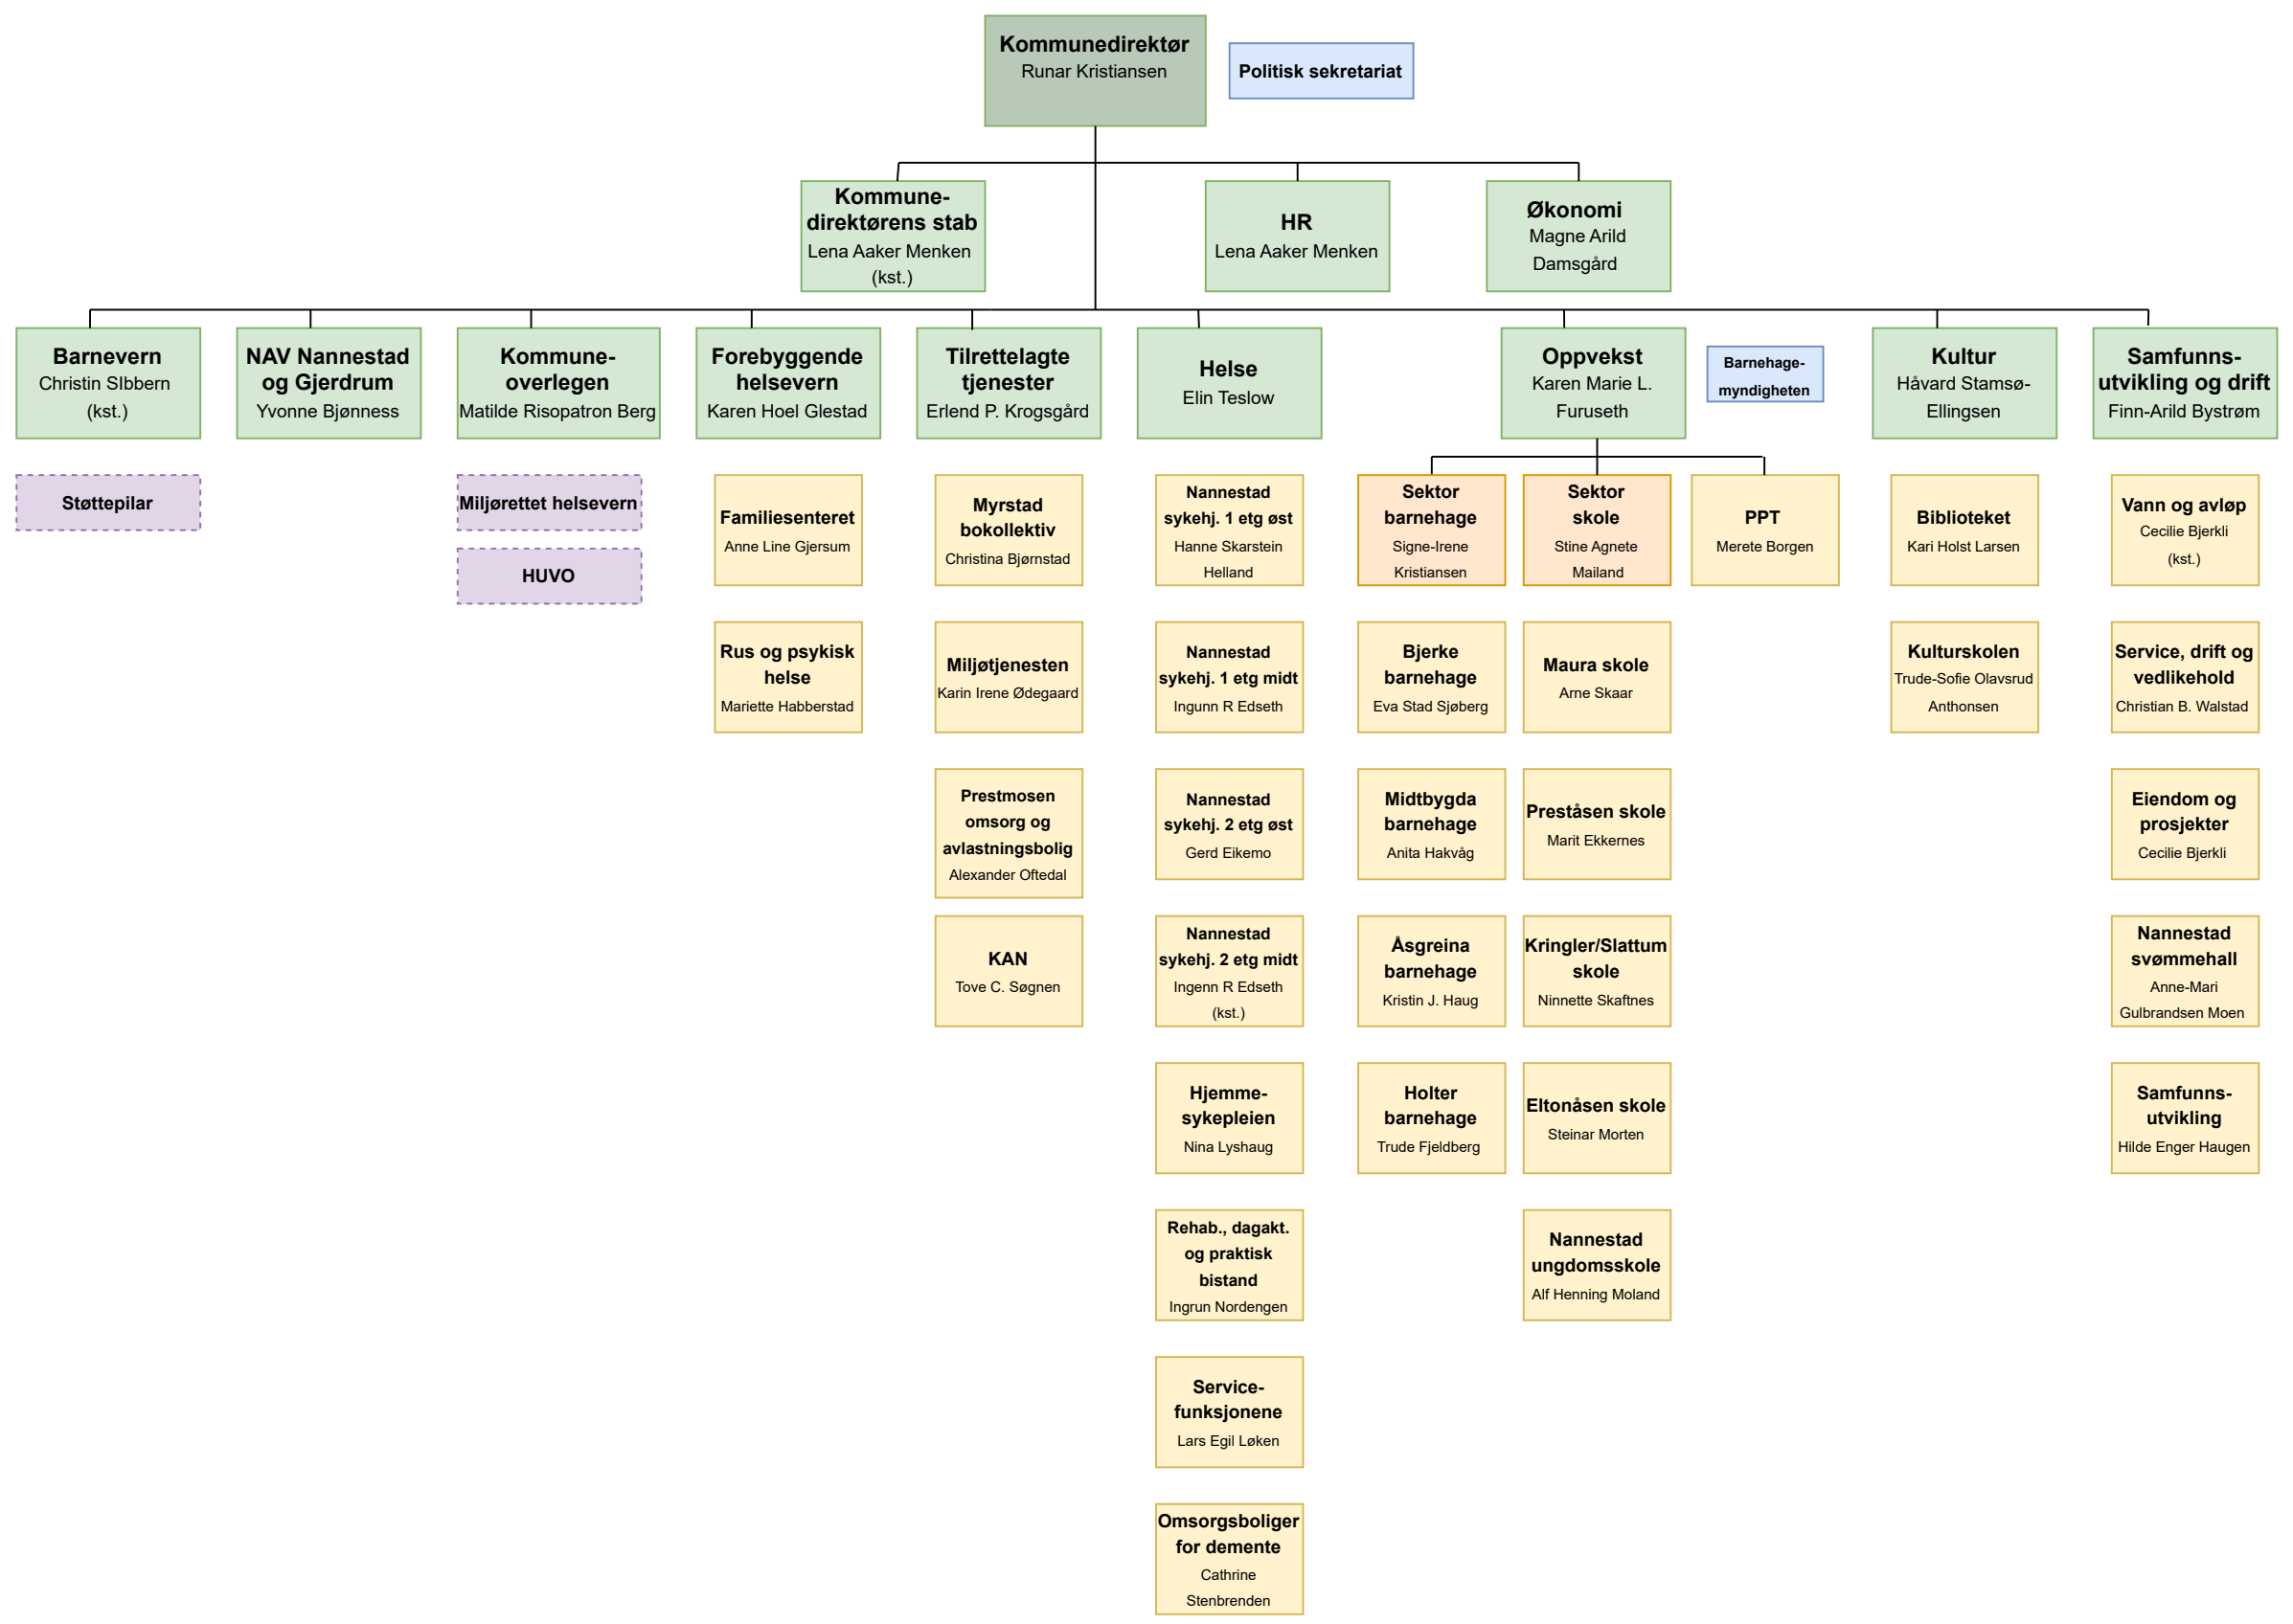 Kommunedirektør
Runar Kristiansen
Politisk sekretariat
Kommune-
direktørens stab
Lena Aaker Menken
(kst.)
HR
Lena Aaker Menken
Økonomi
Magne Arild
Damsgård
Barnevern
Christin SIbbern
(kst.)
NAV Nannestad
og Gjerdrum
Yvonne Bjønness
Kommune-
overlegen
Matilde Risopatron Berg
Forebyggende
helsevern
Karen Hoel Glestad
Tilrettelagte
tjenester
Erlend P. Krogsgård
Helse
Elin Teslow
Oppvekst
Karen Marie L.
Furuseth
Barnehage-
myndigheten
Kultur
Håvard Stamsø-
Ellingsen
Samfunns-
utvikling og drift
Finn-Arild Bystrøm
Støttepilar
Miljørettet helsevern
HUVO
Familiesenteret
Anne Line Gjersum
Rus og psykisk
helse
Mariette Habberstad
Myrstad
bokollektiv
Christina Bjørnstad
Miljøtjenesten
Karin Irene Ødegaard
Prestmosen
omsorg og
avlastningsbolig
Alexander Oftedal
KAN
Tove C. Søgnen
Nannestad
sykehj. 1 etg øst
Hanne Skarstein
Helland
Nannestad
sykehj. 1 etg midt
Ingunn R Edseth
Nannestad
sykehj. 2 etg øst
Gerd Eikemo
Nannestad
sykehj. 2 etg midt
Ingenn R Edseth
(kst.)
Hjemme-
sykepleien
Nina Lyshaug
Rehab., dagakt.
og praktisk
bistand
Ingrun Nordengen
Service-
funksjonene
Lars Egil Løken
Omsorgsboliger
for demente
Cathrine
Stenbrenden
Sektor
barnehage
Signe-Irene
Kristiansen
Bjerke
barnehage
Eva Stad Sjøberg
Midtbygda
barnehage
Anita Hakvåg
Åsgreina
barnehage
Kristin J. Haug
Holter
barnehage
Trude Fjeldberg
Sektor
skole
Stine Agnete
Mailand
Maura skole
Arne Skaar
Preståsen skole
Marit Ekkernes
Kringler/Slattum
skole
Ninnette Skaftnes
Eltonåsen skole
Steinar Morten
Nannestad
ungdomsskole
Alf Henning Moland
PPT
Merete Borgen
Biblioteket
Kari Holst Larsen
Kulturskolen
Trude-Sofie Olavsrud
Anthonsen
Vann og avløp
Cecilie Bjerkli
(kst.)
Service, drift og
vedlikehold
Christian B. Walstad
Eiendom og
prosjekter
Cecilie Bjerkli
Nannestad
svømmehall
Anne-Mari
Gulbrandsen Moen
Samfunns-
utvikling
Hilde Enger Haugen